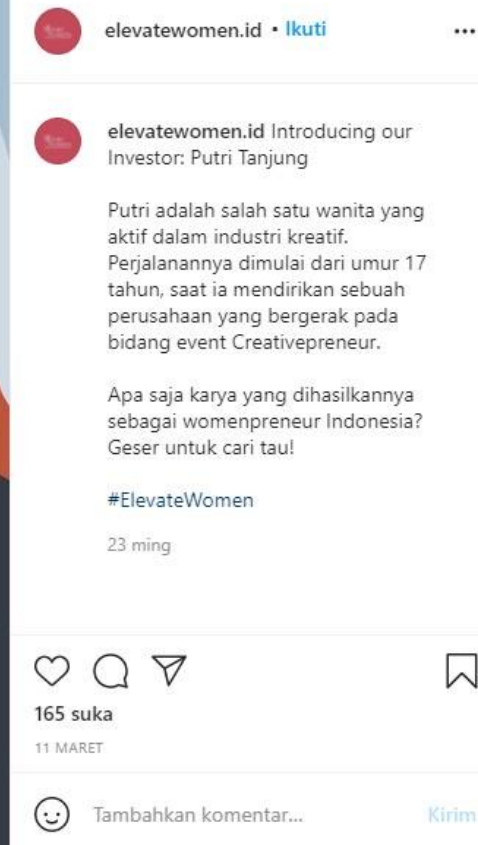 elevatewomen.id • Ikuti
elevatewomen.id Introducing our
Investor: Putri Tanjung
Putri adalah salah satu wanita yang
aktif dalam industri kreatif.
Perjalanannya dimulai dari umur 17
tahun, saat ia mendirikan sebuah
perusahaan yang bergerak pada
bidang event Creativepreneur.
Apa saja karya yang dihasilkannya
sebagai womenpreneur Indonesia?
Geser untuk cari tau!
#ElevateWomen
23 ming
165 suka
11 MARET
Tambahkan komentar...
Kirim